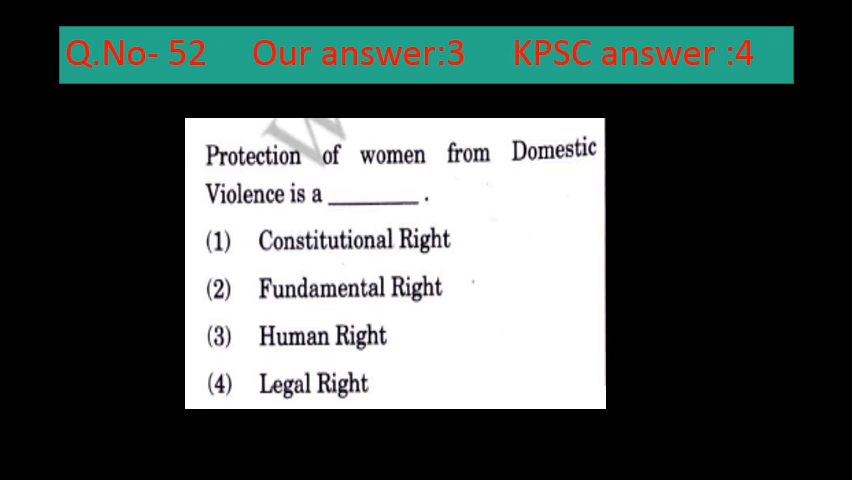 Q.No- 52 Our answer:3 KPSC answer :4
Protection of women from Domestic
Violence is a ________ .
(1) Constitutional Right
(2) Fundamental Right
(3) Human Right
(4) Legal Right